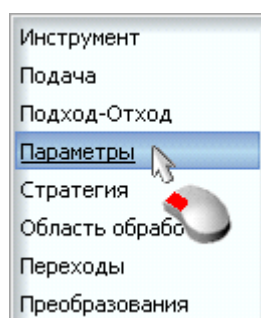 Инструмент
Подача
Подход-Отход
Параметры
Стратегия
Область обрабо
Переходы
Преобразования